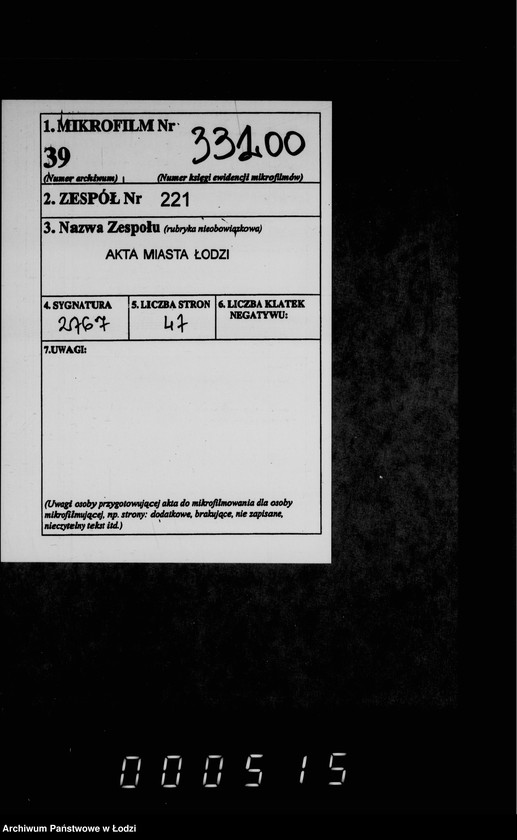 1. MIKROFILM Nr 33100
39
(Numer archiwum) (Numer księgi ewidencji mikrofilmów)
2. ZESPÓŁ Nr 221
3. Nazwa Zespołu (rubryka nieobowiązkowa)
AKTA MIASTA ŁODZI
4. SYGNATURA 5. LICZBA STRON 6. LICZBA KLATEK
NEGATYWU:
2767 47
7.UWAGI:
(Uwagi osoby przygotowującej akta do mikrofilmowania dla osoby
mikrofilmującej, np. strony: dodatkowe, brakujące, nie zapisane,
nieczytelny tekst itd.)
000515
Archiwum Państwowe w Łodzi